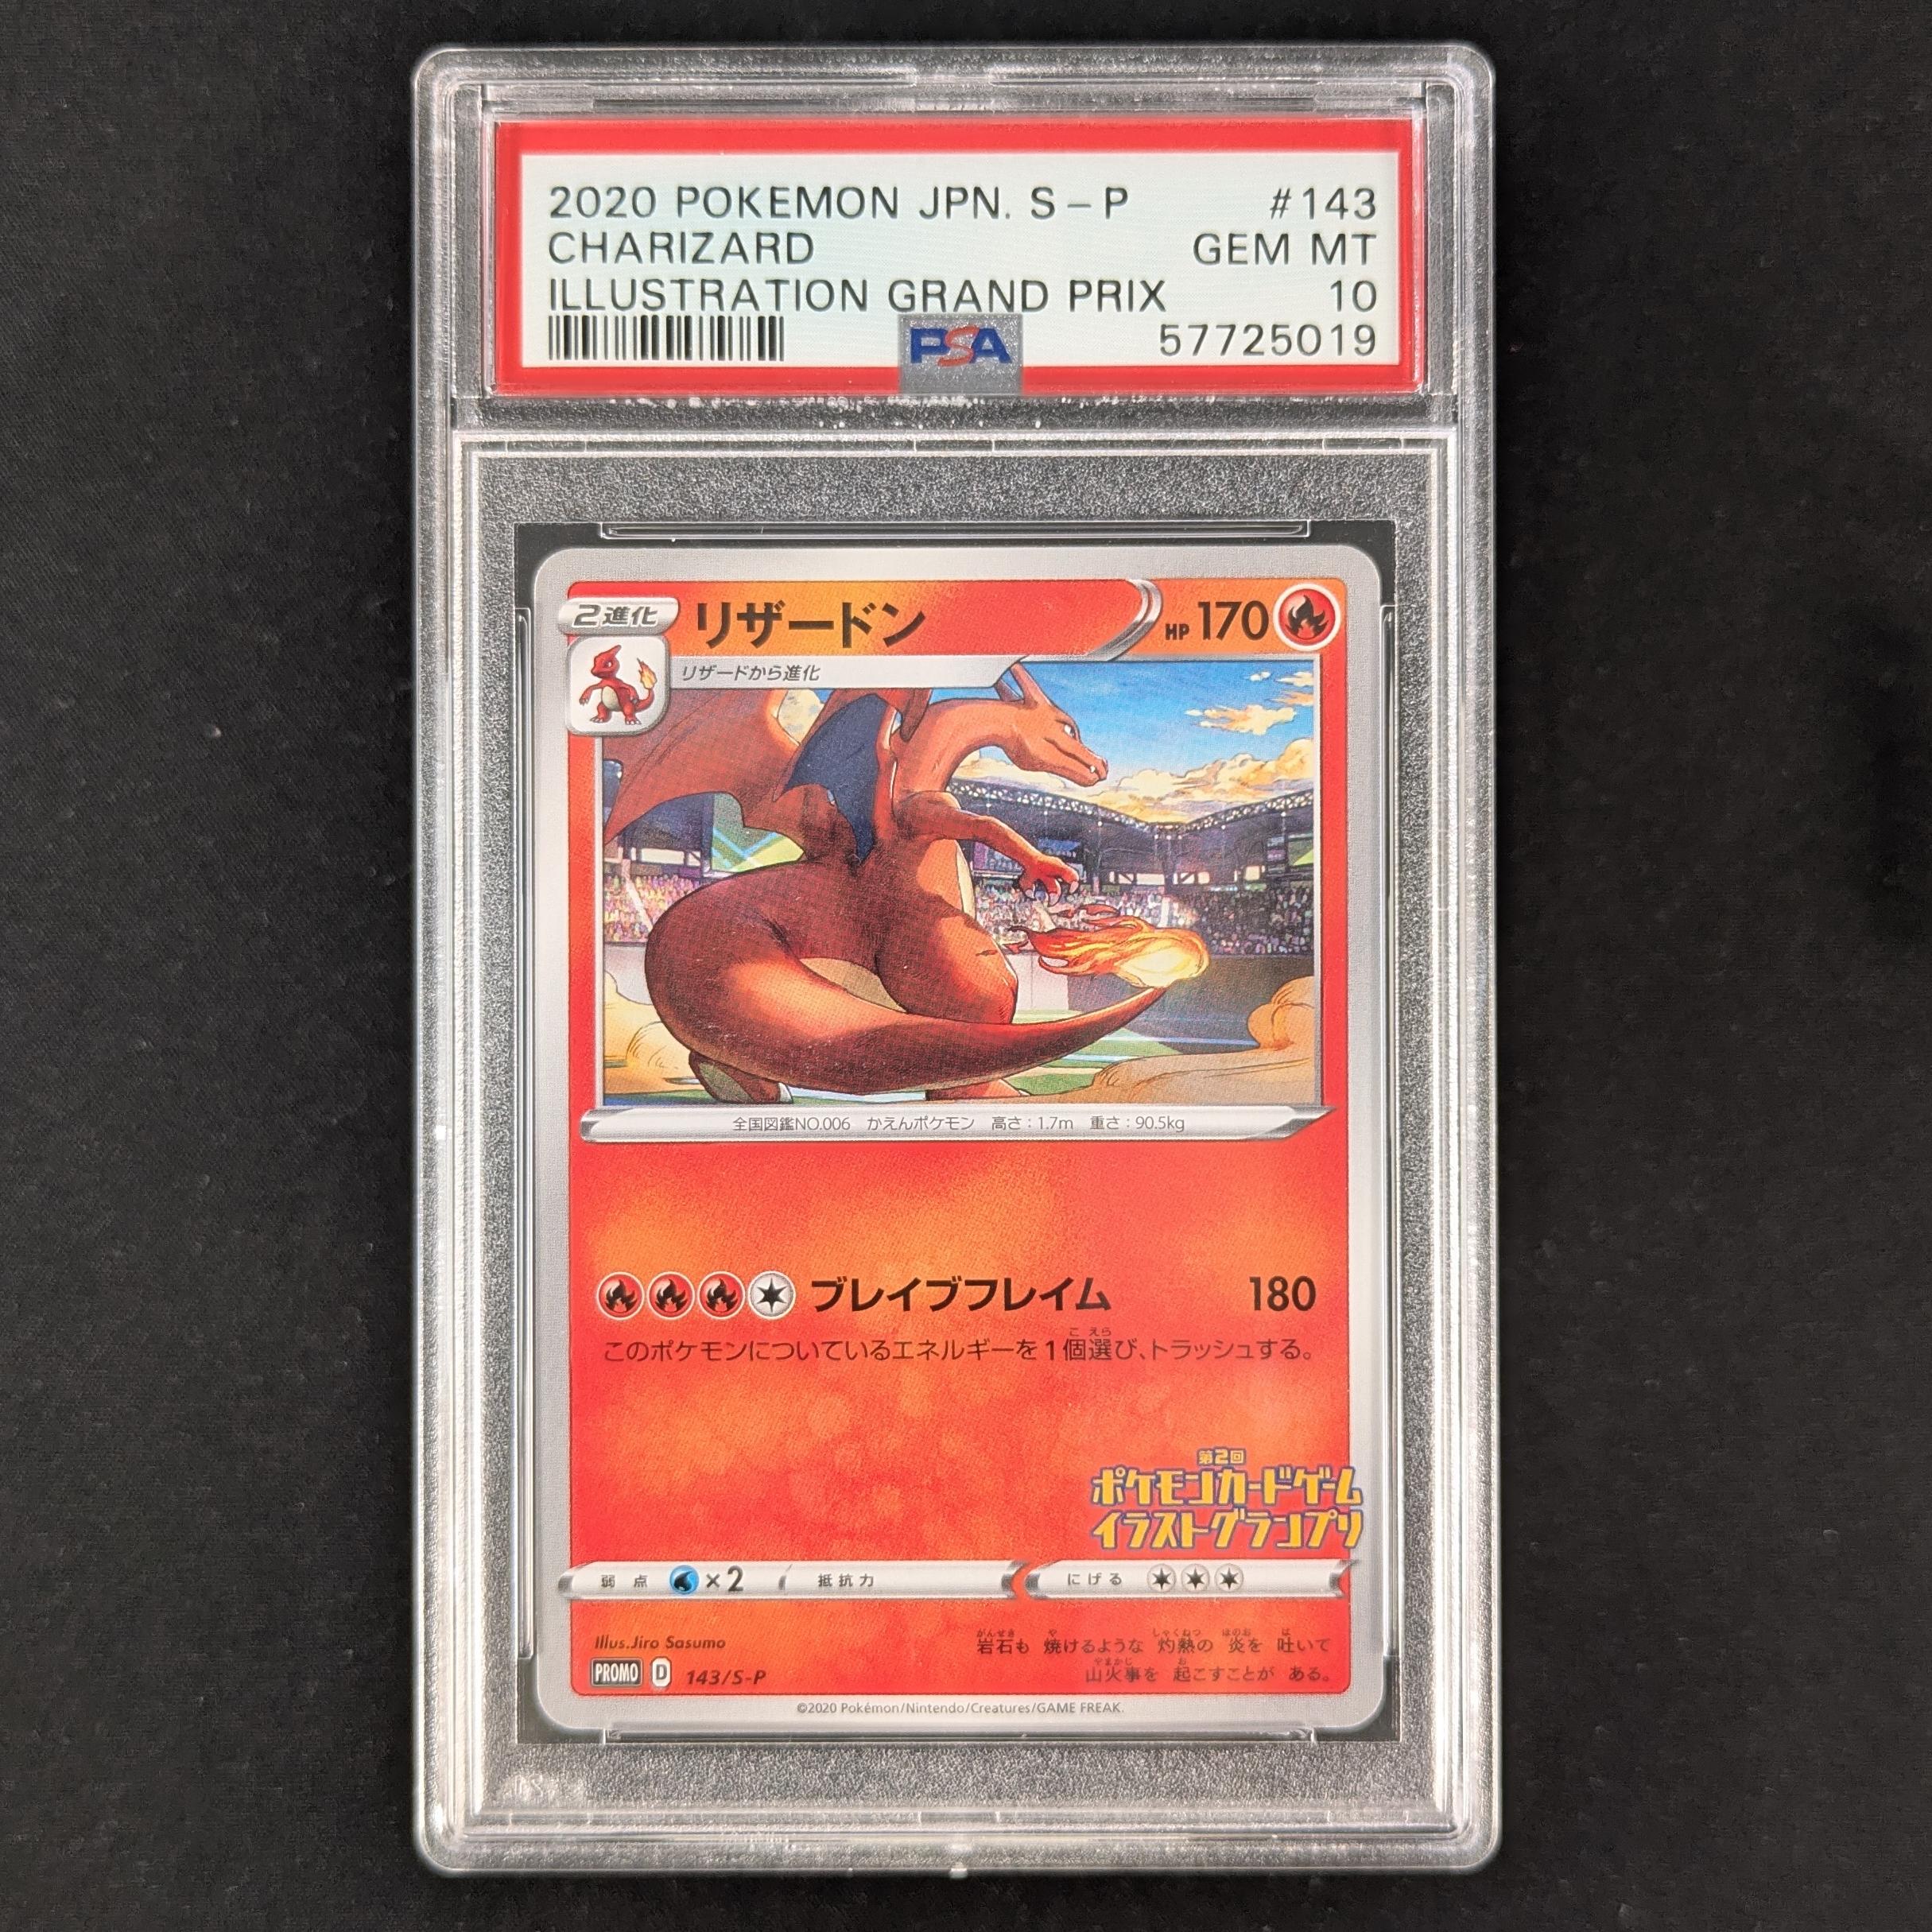 2020 POKEMON JPN. S-P #143
CHARIZARD GEM MT
ILLUSTRATION GRAND PRIX 10
PSA 57725019
2進化 リザードン HP 170
リザードから進化
全国図鑑NO.006 かえんポケモン 高さ:1.7m 重さ:90.5kg
ブレイブフレイム 180
このポケモンについているエネルギーを1個選び、トラッシュする。
第2回
ポケモンカードゲーム
イラストグランプリ
弱点 ×2 抵抗力 にげる
Illus.Jiro Sasumo
岩石も 焼けるような 灼熱の 炎を 吐いて
山火事を 起こすことが ある。
PROMO D 143/S-P
©2020 Pokémon/Nintendo/Creatures/GAME FREAK.